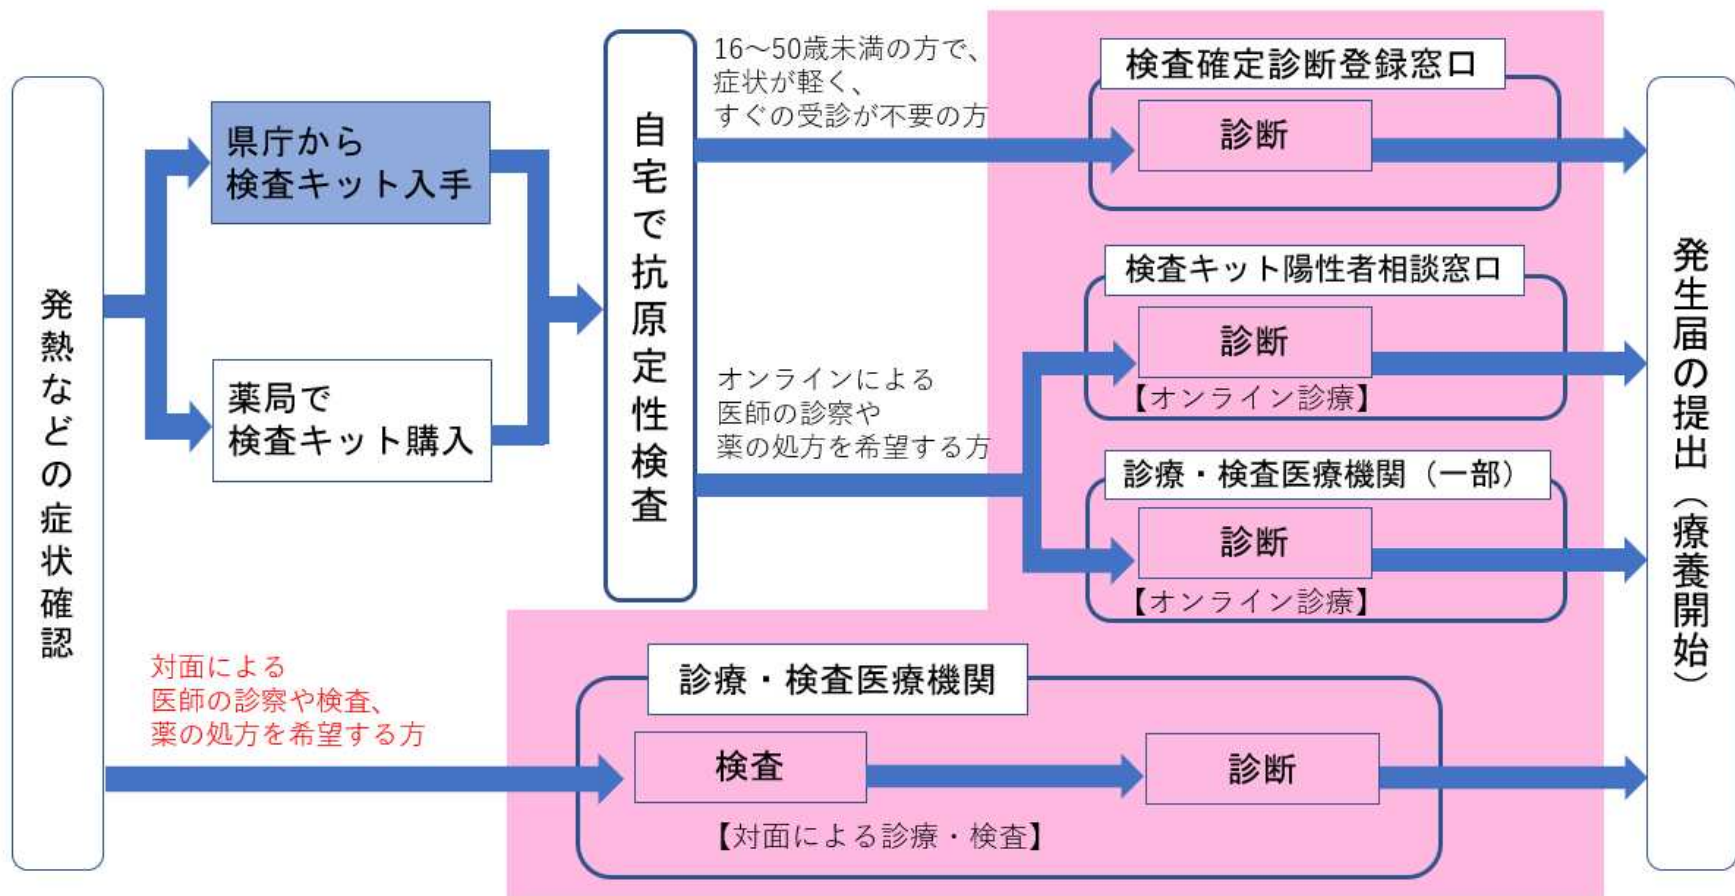 発熱などの症状確認
県庁から
検査キット入手
薬局で
検査キット購入
自宅で抗原定性検査
16～50歳未満の方で、
症状が軽く、
すぐの受診が不要の方
検査確定診断登録窓口
診断
オンラインによる
医師の診察や
薬の処方を希望する方
検査キット陽性者相談窓口
診断
【オンライン診療】
診療・検査医療機関（一部）
診断
【オンライン診療】
対面による
医師の診察や検査、
薬の処方を希望する方
診療・検査医療機関
検査
診断
【対面による診療・検査】
発生届の提出（療養開始）